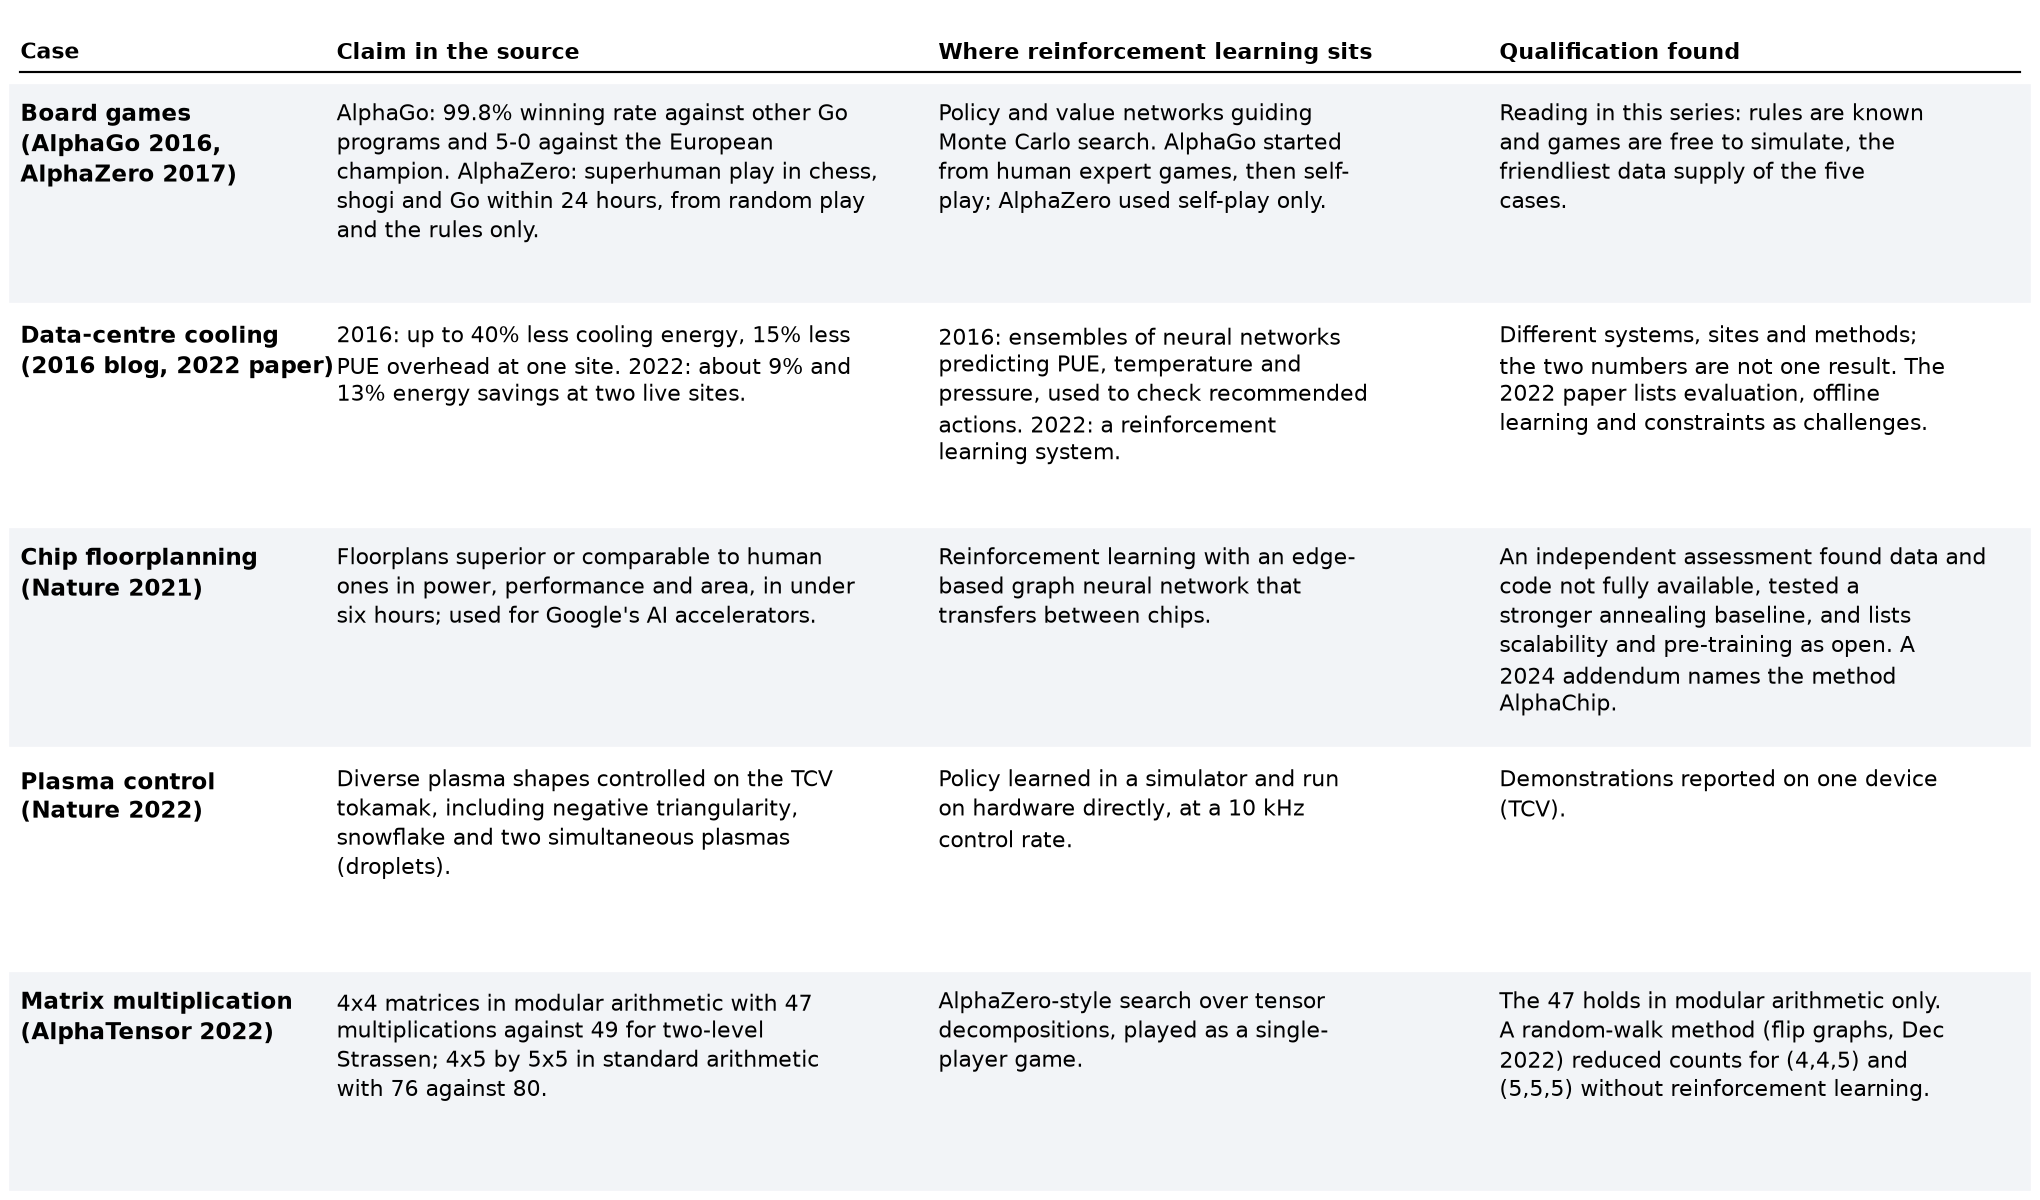 Case
Claim in the source
Where reinforcement learning sits
Qualification found
Board games
(AlphaGo 2016,
AlphaZero 2017)
AlphaGo: 99.8% winning rate against other Go
programs and 5-0 against the European
champion. AlphaZero: superhuman play in chess,
shogi and Go within 24 hours, from random play
and the rules only.
Policy and value networks guiding
Monte Carlo search. AlphaGo started
from human expert games, then self-
play; AlphaZero used self-play only.
Reading in this series: rules are known
and games are free to simulate, the
friendliest data supply of the five
cases.
Data-centre cooling
(2016 blog, 2022 paper)
2016: up to 40% less cooling energy, 15% less
PUE overhead at one site. 2022: about 9% and
13% energy savings at two live sites.
2016: ensembles of neural networks
predicting PUE, temperature and
pressure, used to check recommended
actions. 2022: a reinforcement
learning system.
Different systems, sites and methods;
the two numbers are not one result. The
2022 paper lists evaluation, offline
learning and constraints as challenges.
Chip floorplanning
(Nature 2021)
Floorplans superior or comparable to human
ones in power, performance and area, in under
six hours; used for Google's AI accelerators.
Reinforcement learning with an edge-
based graph neural network that
transfers between chips.
An independent assessment found data and
code not fully available, tested a
stronger annealing baseline, and lists
scalability and pre-training as open. A
2024 addendum names the method
AlphaChip.
Plasma control
(Nature 2022)
Diverse plasma shapes controlled on the TCV
tokamak, including negative triangularity,
snowflake and two simultaneous plasmas
(droplets).
Policy learned in a simulator and run
on hardware directly, at a 10 kHz
control rate.
Demonstrations reported on one device
(TCV).
Matrix multiplication
(AlphaTensor 2022)
4x4 matrices in modular arithmetic with 47
multiplications against 49 for two-level
Strassen; 4x5 by 5x5 in standard arithmetic
with 76 against 80.
AlphaZero-style search over tensor
decompositions, played as a single-
player game.
The 47 holds in modular arithmetic only.
A random-walk method (flip graphs, Dec
2022) reduced counts for (4,4,5) and
(5,5,5) without reinforcement learning.